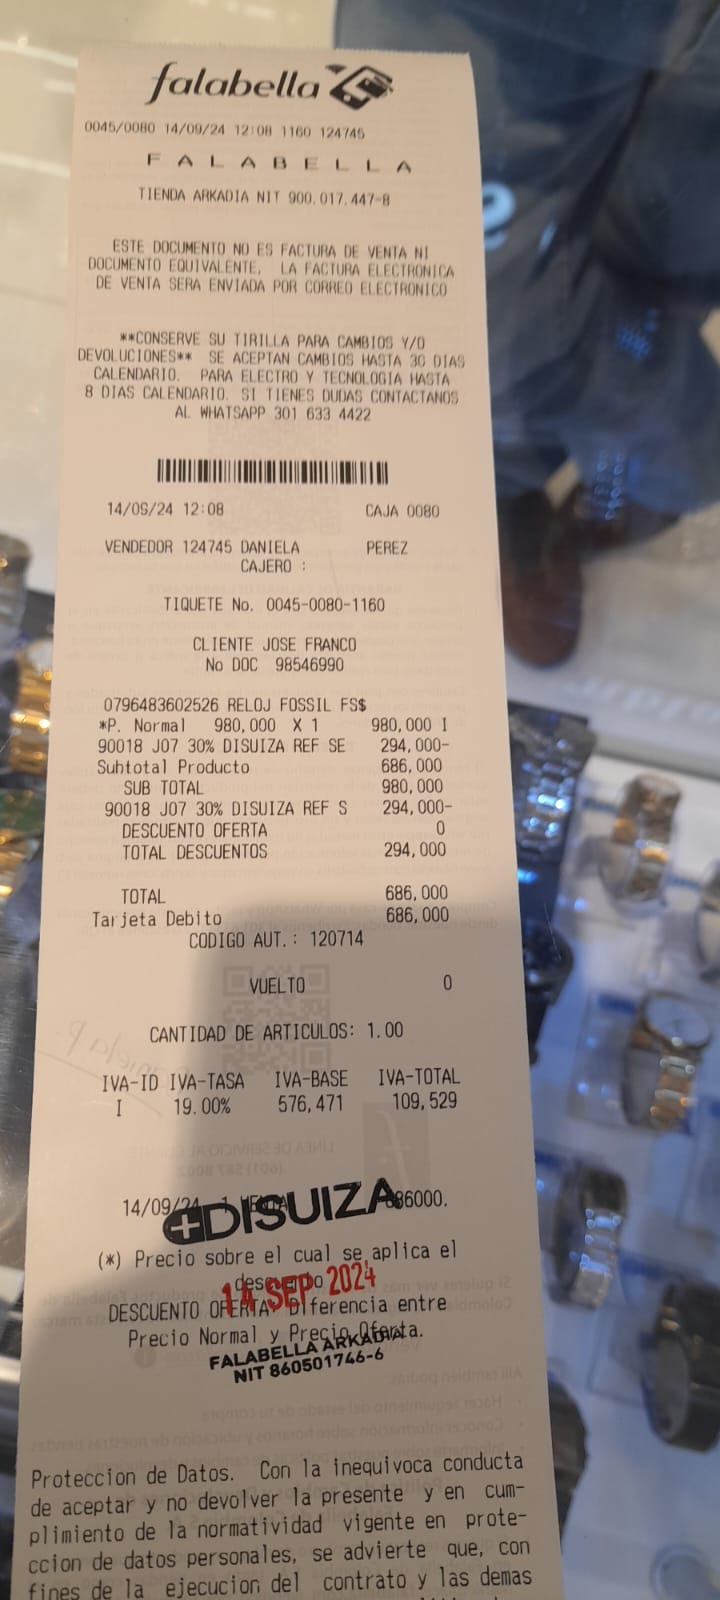 falabella
0045/0080 14/09/24 12:08 1160 124745
F A L A B E L L A
TIENDA ARKADIA NIT 900.017.447-8
ESTE DOCUMENTO NO ES FACTURA DE VENTA NI
DOCUMENTO EQUIVALENTE, LA FACTURA ELECTRONICA
DE VENTA SERA ENVIADA POR CORREO ELECTRONICO
**CONSERVE SU TIRILLA PARA CAMBIOS Y/O
DEVOLUCIONES** SE ACEPTAN CAMBIOS HASTA 30 DIAS
CALENDARIO. PARA ELECTRO Y TECNOLOGIA HASTA
8 DIAS CALENDARIO. SI TIENES DUDAS CONTACTANOS
AL WHATSAPP 301 633 4422
14/09/24 12:08 CAJA 0080
VENDEDOR 124745 DANIELA PEREZ
CAJERO :
TIQUETE No. 0045-0080-1160
CLIENTE JOSE FRANCO
No DOC 98546990
0796483602526 RELOJ FOSSIL FS$
*P. Normal 980,000 X 1 980,000 I
90018 J07 30% DISUIZA REF SE 294,000-
Subtotal Producto 686,000
SUB TOTAL 980,000
90018 J07 30% DISUIZA REF S 294,000-
DESCUENTO OFERTA 0
TOTAL DESCUENTOS 294,000
TOTAL 686,000
Tarjeta Debito 686,000
CODIGO AUT.: 120714
VUELTO 0
CANTIDAD DE ARTICULOS: 1.00
IVA-ID IVA-TASA IVA-BASE IVA-TOTAL
I 19.00% 576,471 109,529
14/09/24 1
DISUIZA
(*) Precio sobre el cual se aplica el
descuento
14 SEP 2024
DESCUENTO OFERTA: Diferencia entre
Precio Normal y Precio Oferta.
FALABELLA ARKADIA
NIT 860501746-6
Proteccion de Datos. Con la inequivoca conducta
de aceptar y no devolver la presente y en cum-
plimiento de la normatividad vigente en prote-
ccion de datos personales, se advierte que, con
fines de la ejecucion del contrato y las demas